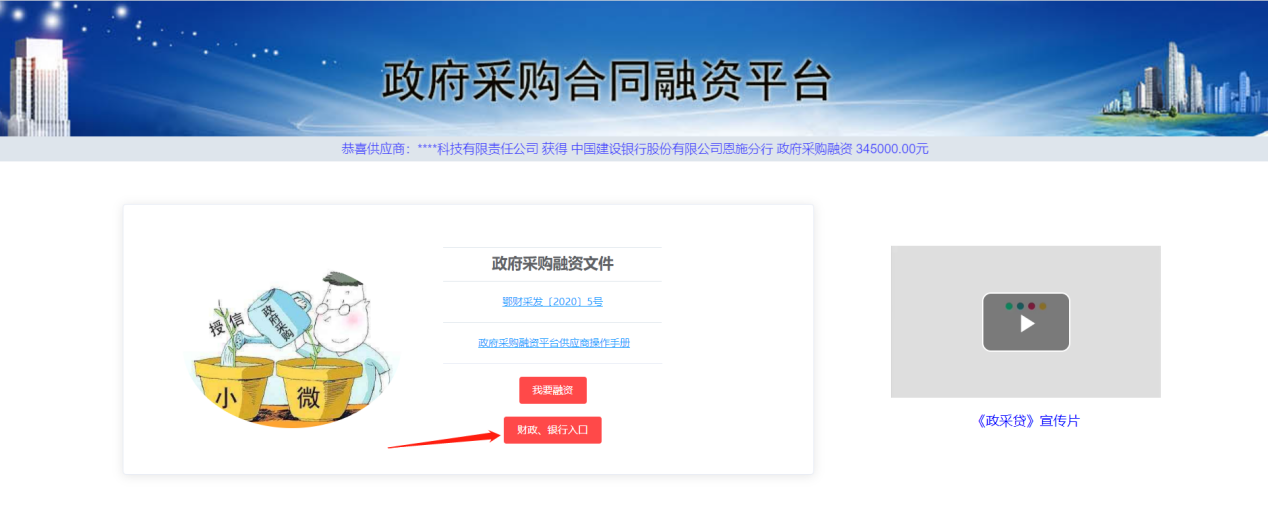 政府采购合同融资平台
恭喜供应商：****科技有限责任公司 获得 中国建设银行股份有限公司恩施分行 政府采购融资 345000.00元
政府采购融资文件
鄂财采发〔2020〕5号
政府采购融资平台供应商操作手册
我要融资
财政、银行入口
授信
政府采购
小
微
《政采贷》宣传片